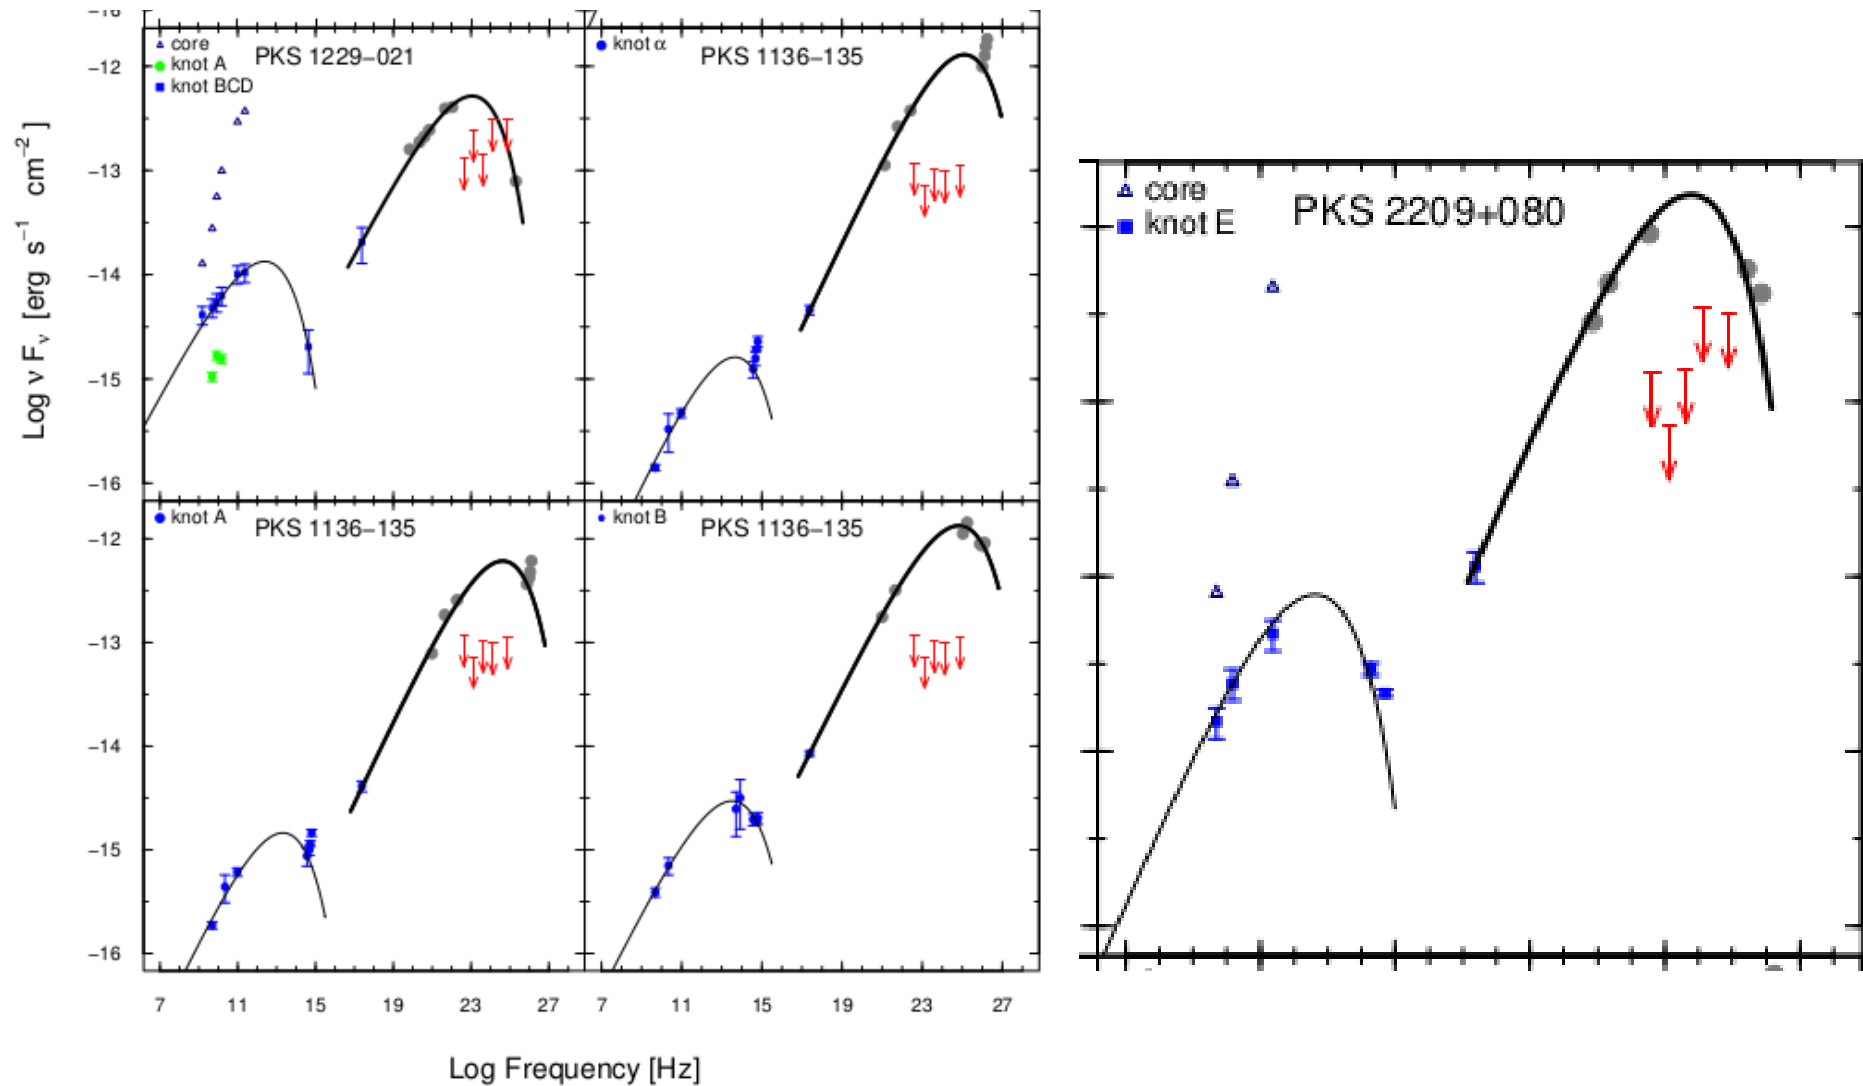 −16
core
knot A
knot BCD
PKS 1229−021
−12
−13
−14
−15
−16
knot α
PKS 1136−135
knot A
PKS 1136−135
−12
−13
−14
−15
−16
knot B
PKS 1136−135
7 11 15 19 23 27
7 11 15 19 23 27
Log Frequency [Hz]
Log ν Fν [erg s−1 cm−2]
core
knot E
PKS 2209+080